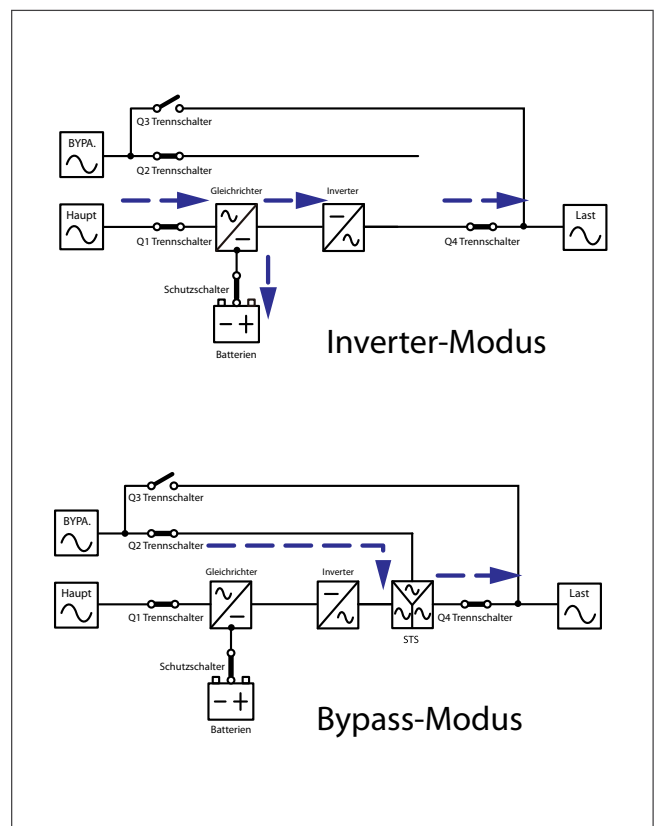 Q3 Trennschalter
BYPA.
Q2 Trennschalter
Gleichrichter
Inverter
Haupt
Last
Q1 Trennschalter
Q4 Trennschalter
Schutzschalter
Batterien
Inverter-Modus
Q3 Trennschalter
BYPA.
Q2 Trennschalter
Gleichrichter
Inverter
Haupt
Last
Q1 Trennschalter
Q4 Trennschalter
STS
Schutzschalter
Batterien
Bypass-Modus